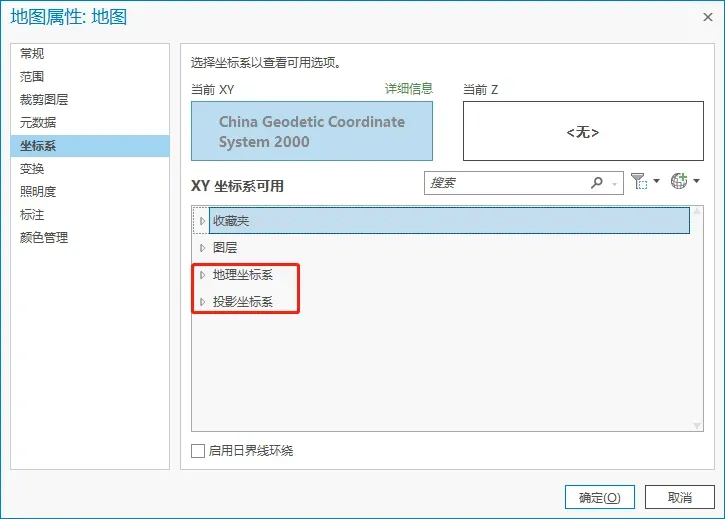 地图属性: 地图
常规
范围
裁剪图层
元数据
坐标系
变换
照明度
标注
颜色管理
选择坐标系以查看可用选项。
当前 XY
详细信息
当前 Z
China Geodetic Coordinate
System 2000
<无>
XY 坐标系可用
搜索
收藏夹
图层
地理坐标系
投影坐标系
启用日界线环绕
确定(O)
取消